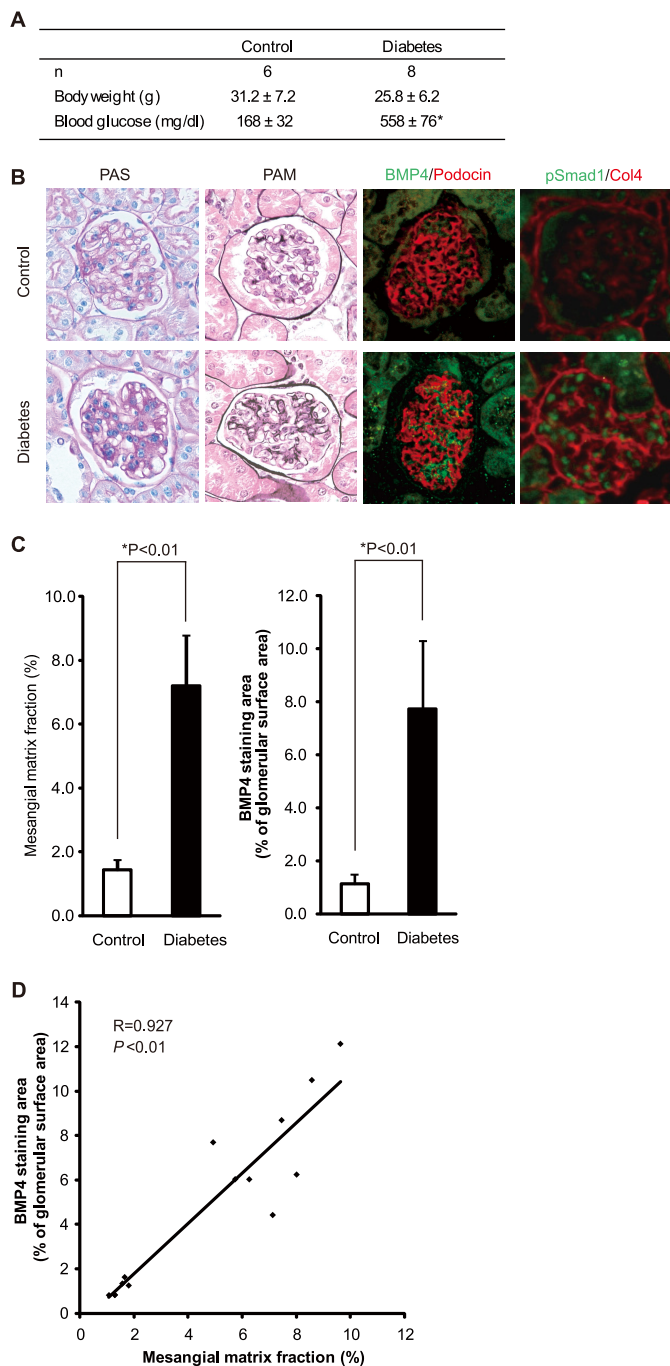 A
Control Diabetes
n 6 8
Body weight (g) 31.2 ± 7.2 25.8 ± 6.2
Blood glucose (mg/dl) 168 ± 32 558 ± 76*
B
PAS PAM BMP4/Podocin pSmad1/Col4
Control
Diabetes
C
*P<0.01
Mesangial matrix fraction (%)
10.0
8.0
6.0
4.0
2.0
0.0
Control Diabetes
*P<0.01
BMP4 staining area
(% of glomerular surface area)
12.0
10.0
8.0
6.0
4.0
2.0
0.0
Control Diabetes
D
R=0.927
P<0.01
BMP4 staining area
(% of glomerular surface area)
14
12
10
8
6
4
2
0
0 2 4 6 8 10 12
Mesangial matrix fraction (%)